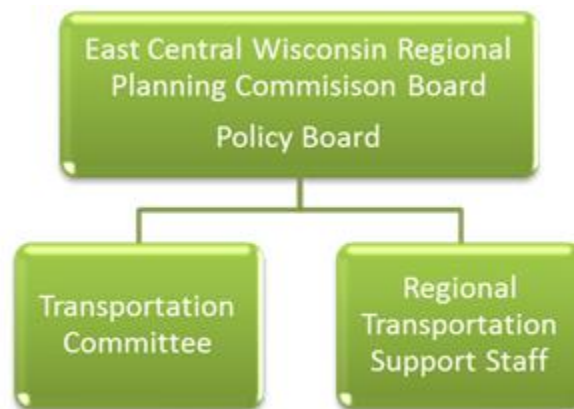 East Central Wisconsin Regional
Planning Commisison Board
Policy Board
Transportation
Committee
Regional
Transportation
Support Staff